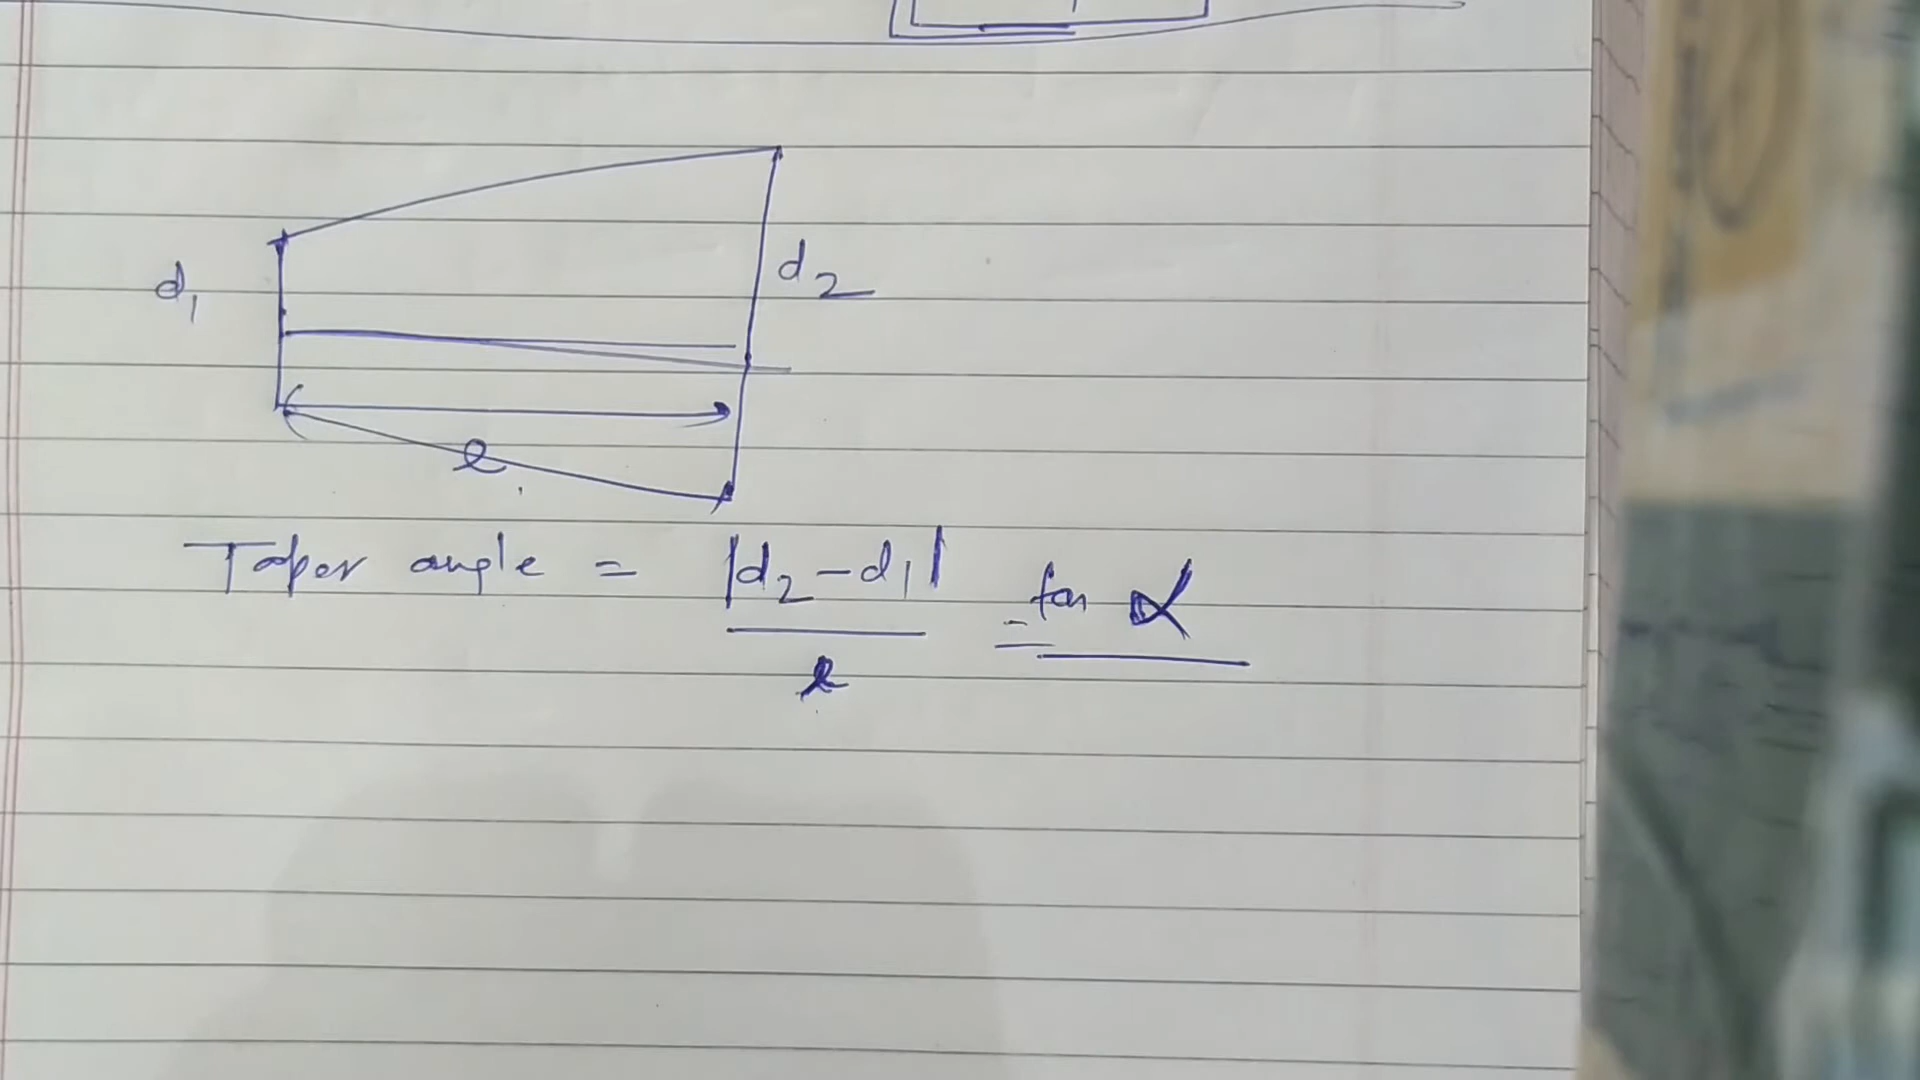 d₁
d₂
l
Taper angle = |d₂ - d₁| / l = tan α